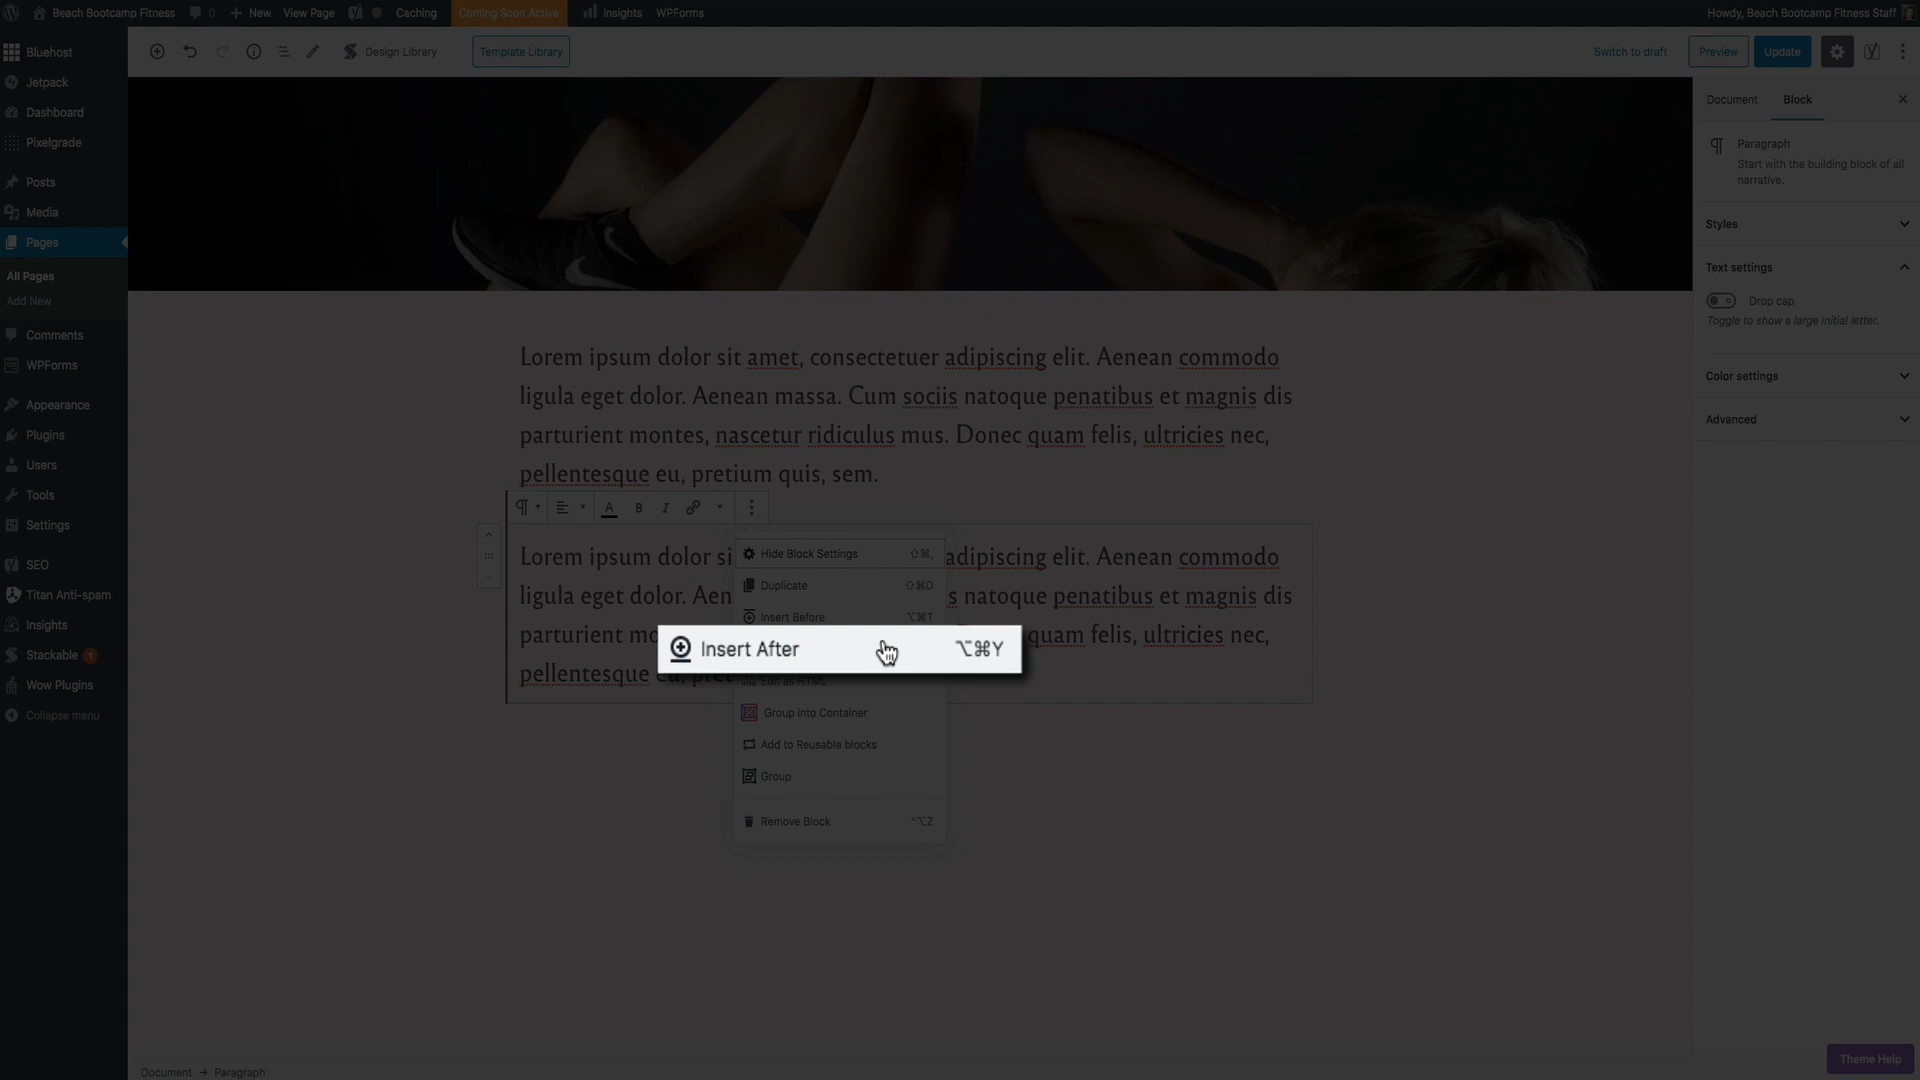 Beach Bootcamp Fitness 0 New View Page Caching Coming Soon Active Insights WPForms Howdy, Beach Bootcamp Fitness Staff
Bluehost
Jetpack
Dashboard
Pixelgrade
Posts
Media
Pages
All Pages
Add New
Comments
WPForms
Appearance
Plugins
Users
Tools
Settings
SEO
Titan Anti-spam
Insights
Stackable 1
Wow Plugins
Collapse menu
Design Library Template Library Switch to draft Preview Update
Lorem ipsum dolor sit amet, consectetuer adipiscing elit. Aenean commodo
ligula eget dolor. Aenean massa. Cum sociis natoque penatibus et magnis dis
parturient montes, nascetur ridiculus mus. Donec quam felis, ultricies nec,
pellentesque eu, pretium quis, sem.
A B I
Lorem ipsum dolor si adipiscing elit. Aenean commodo
ligula eget dolor. Aen s natoque penatibus et magnis dis
parturient mo quam felis, ultricies nec,
pellentesque eu, pret
Hide Block Settings ⇧⌘,
Duplicate ⇧⌘D
Insert Before ⌥⌘T
Insert After ⌥⌘Y
Edit as HTML
Group into Container
Add to Reusable blocks
Group
Remove Block ^⌥Z
Document Block
Paragraph
Start with the building block of all
narrative.
Styles
Text settings
Drop cap
Toggle to show a large initial letter.
Color settings
Advanced
Document → Paragraph
Theme Help